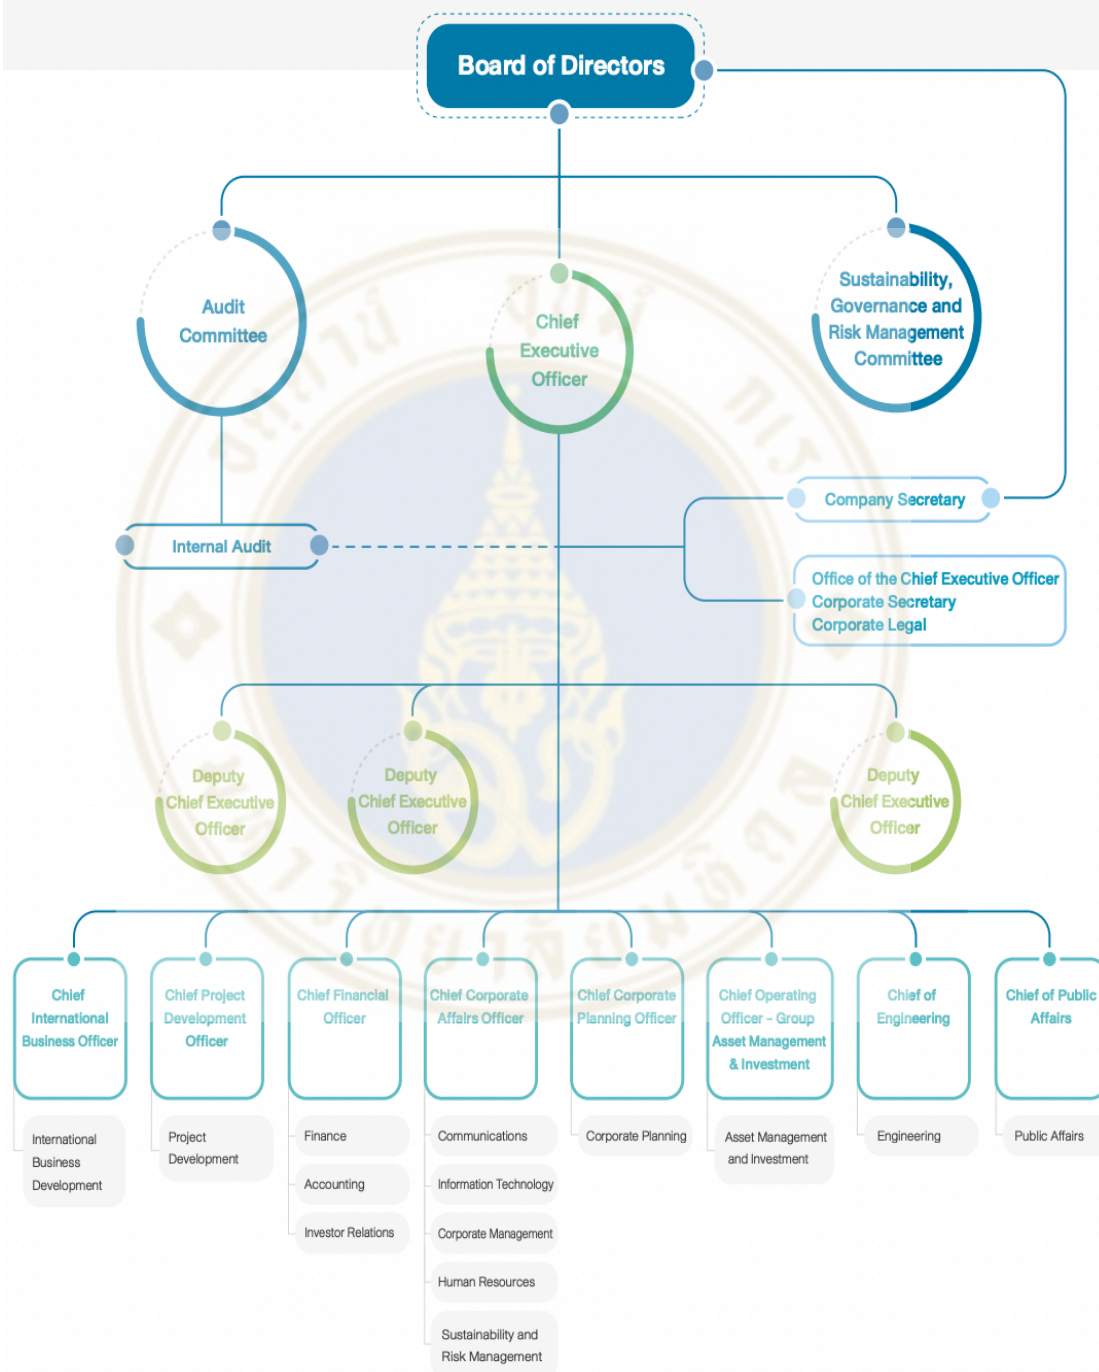 Board of Directors
Audit
Committee
Chief
Executive
Officer
Sustainability,
Governance and
Risk Management
Committee
Company Secretary
Internal Audit
Office of the Chief Executive Officer
Corporate Secretary
Corporate Legal
Deputy
Chief Executive
Officer
Deputy
Chief Executive
Officer
Deputy
Chief Executive
Officer
Chief
International
Business Officer
Chief Project
Development
Officer
Chief Financial
Officer
Chief Corporate
Affairs Officer
Chief Corporate
Planning Officer
Chief Operating
Officer - Group
Asset Management
& Investment
Chief of
Engineering
Chief of Public
Affairs
International
Business
Development
Project
Development
Finance
Accounting
Investor Relations
Communications
Information Technology
Corporate Management
Human Resources
Sustainability and
Risk Management
Corporate Planning
Asset Management
and Investment
Engineering
Public Affairs